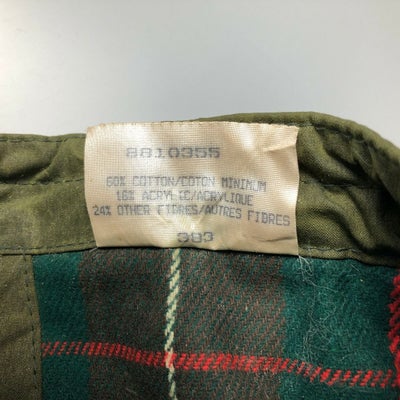 8810355
60% COTTON/COTON MINIMUM
16% ACRYLIC/ACRYLIQUE
24% OTHER FIBRES/AUTRES FIBRES
383